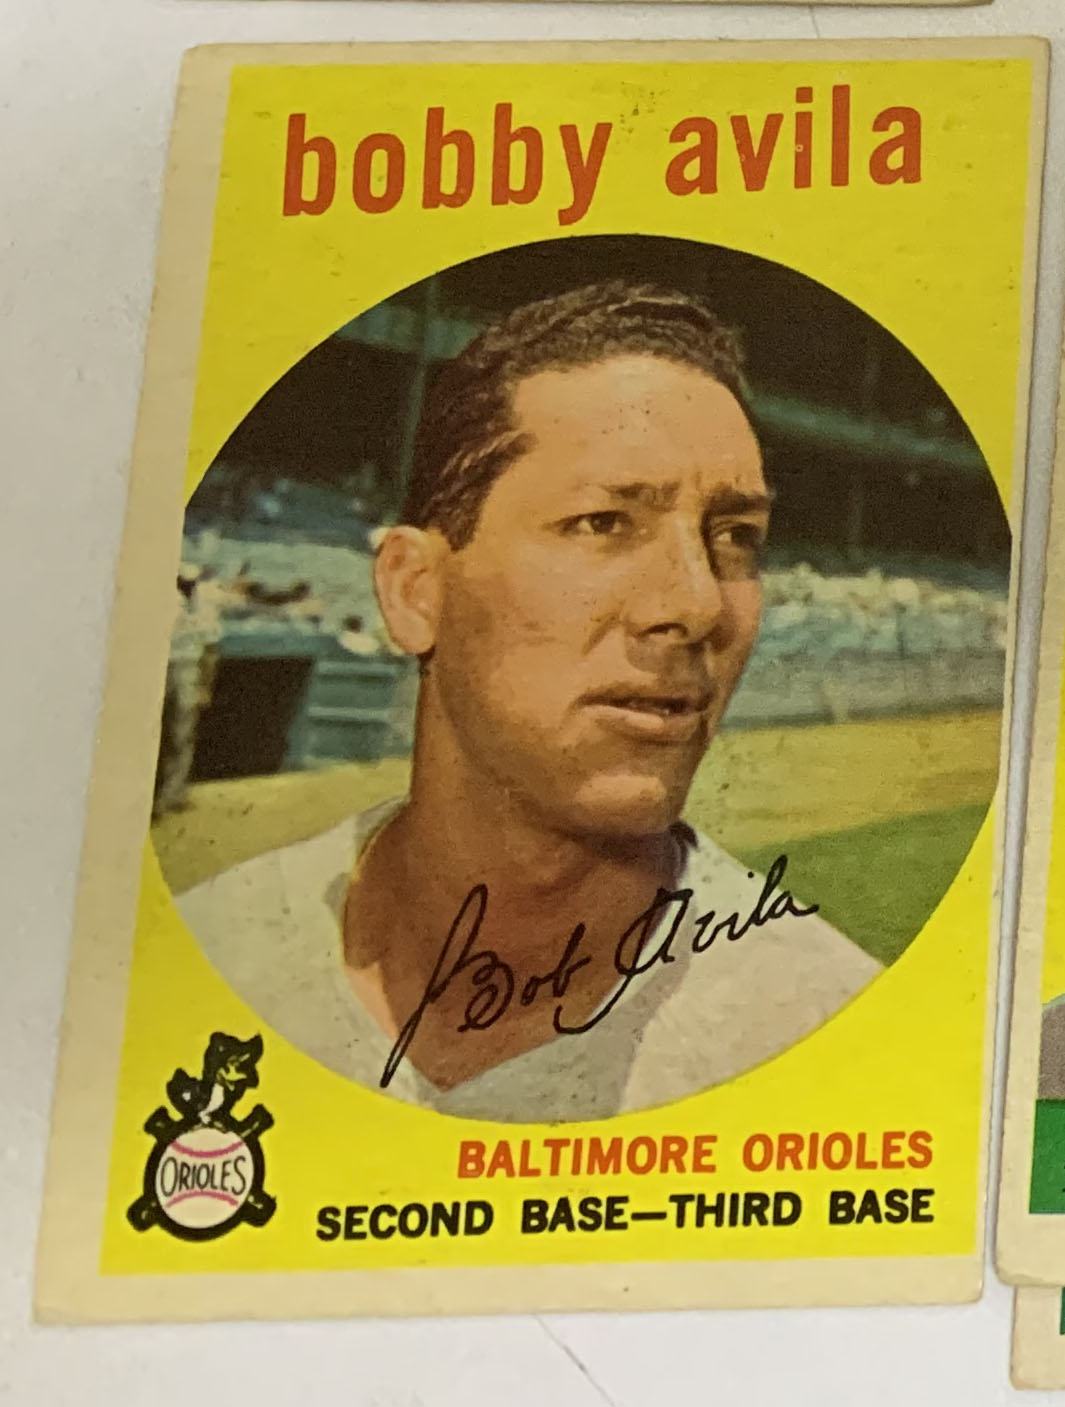 bobby avila
Bob Avila
ORIOLES
BALTIMORE ORIOLES
SECOND BASE—THIRD BASE